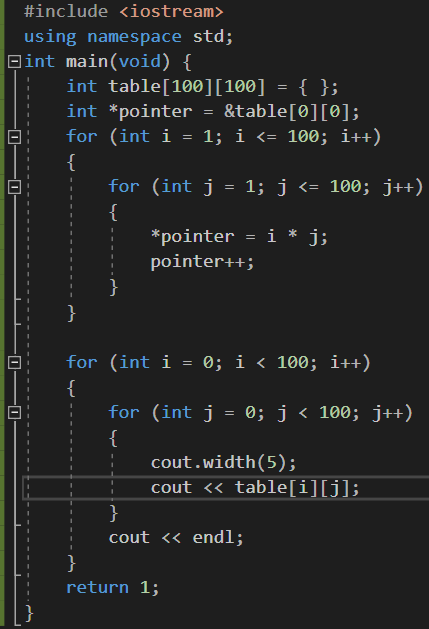 #include <iostream>
using namespace std;
int main(void) {
    int table[100][100] = { };
    int *pointer = &table[0][0];
    for (int i = 1; i <= 100; i++)
    {
        for (int j = 1; j <= 100; j++)
        {
            *pointer = i * j;
            pointer++;
        }
    }

    for (int i = 0; i < 100; i++)
    {
        for (int j = 0; j < 100; j++)
        {
            cout.width(5);
            cout << table[i][j];
        }
        cout << endl;
    }
    return 1;
}